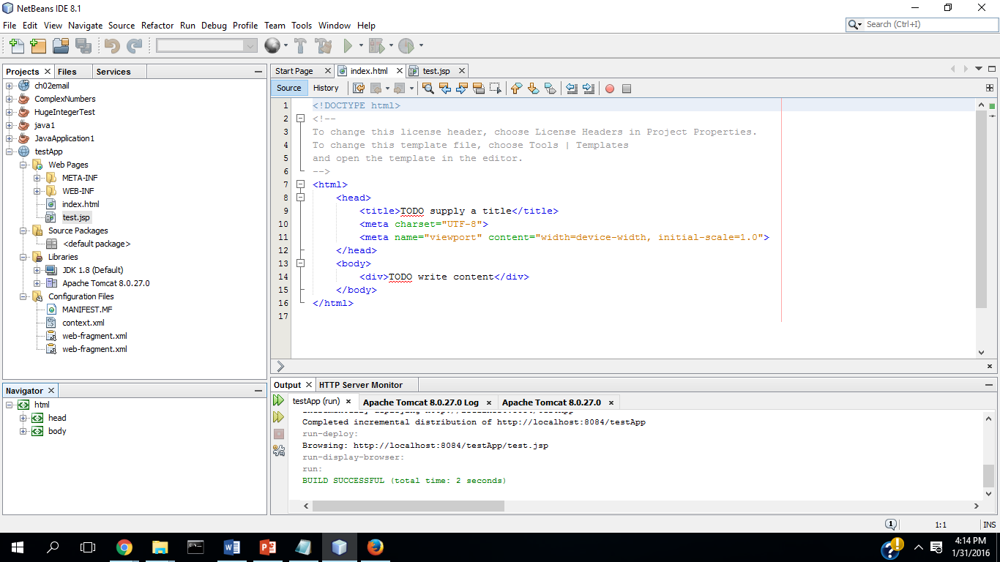 NetBeans IDE 8.1
File Edit View Navigate Source Refactor Run Debug Profile Team Tools Window Help
Search (Ctrl+I)
Projects Files Services
ch02email
ComplexNumbers
HugeIntegerTest
java1
JavaApplication1
testApp
Web Pages
META-INF
WEB-INF
index.html
test.jsp
Source Packages
<default package>
Libraries
JDK 1.8 (Default)
Apache Tomcat 8.0.27.0
Configuration Files
MANIFEST.MF
context.xml
web-fragment.xml
web-fragment.xml
Navigator
html
head
body
Start Page index.html test.jsp
Source History
1 <!DOCTYPE html>
2 <!--
3 To change this license header, choose License Headers in Project Properties.
4 To change this template file, choose Tools | Templates
5 and open the template in the editor.
6 -->
7 <html>
8 <head>
9 <title>TODO supply a title</title>
10 <meta charset="UTF-8">
11 <meta name="viewport" content="width=device-width, initial-scale=1.0">
12 </head>
13 <body>
14 <div>TODO write content</div>
15 </body>
16 </html>
17
Output HTTP Server Monitor
testApp (run) Apache Tomcat 8.0.27.0 Log Apache Tomcat 8.0.27.0
Completed incremental distribution of http://localhost:8084/testApp
run-deploy:
Browsing: http://localhost:8084/testApp/test.jsp
run-display-browser:
run:
BUILD SUCCESSFUL (total time: 2 seconds)
1 1:1 INS
4:14 PM
1/31/2016